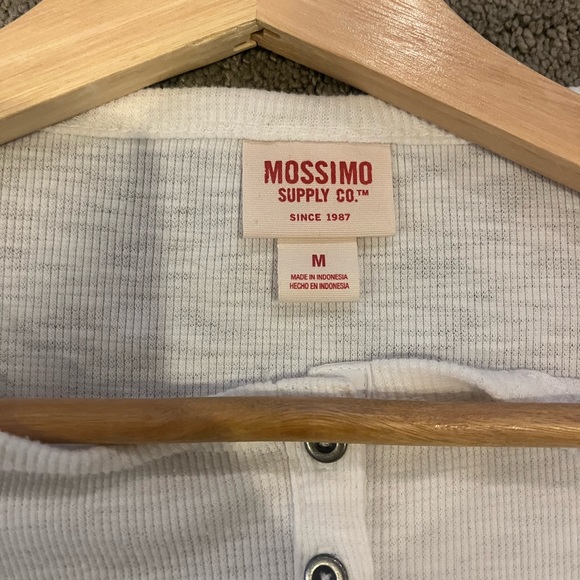 MOSSIMO
SUPPLY CO.™
SINCE 1987
M
MADE IN INDONESIA
HECHO EN INDONESIA